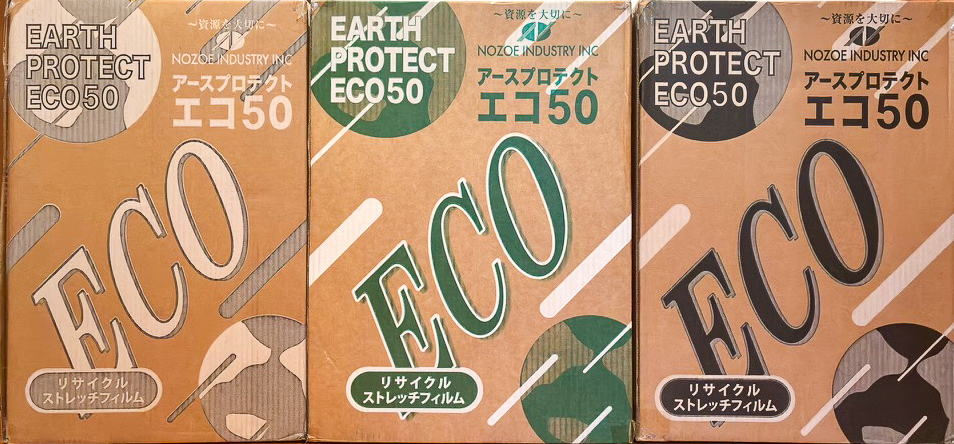 EARTH
PROTECT
ECO50
〜資源を大切に〜
NOZOE INDUSTRY INC
アースプロテクト
エコ50
ECO
リサイクル
ストレッチフィルム
EARTH
PROTECT
ECO50
〜資源を大切に〜
NOZOE INDUSTRY INC
アースプロテクト
エコ50
ECO
リサイクル
ストレッチフィルム
EARTH
PROTECT
ECO50
〜資源を大切に〜
NOZOE INDUSTRY INC
アースプロテクト
エコ50
ECO
リサイクル
ストレッチフィルム